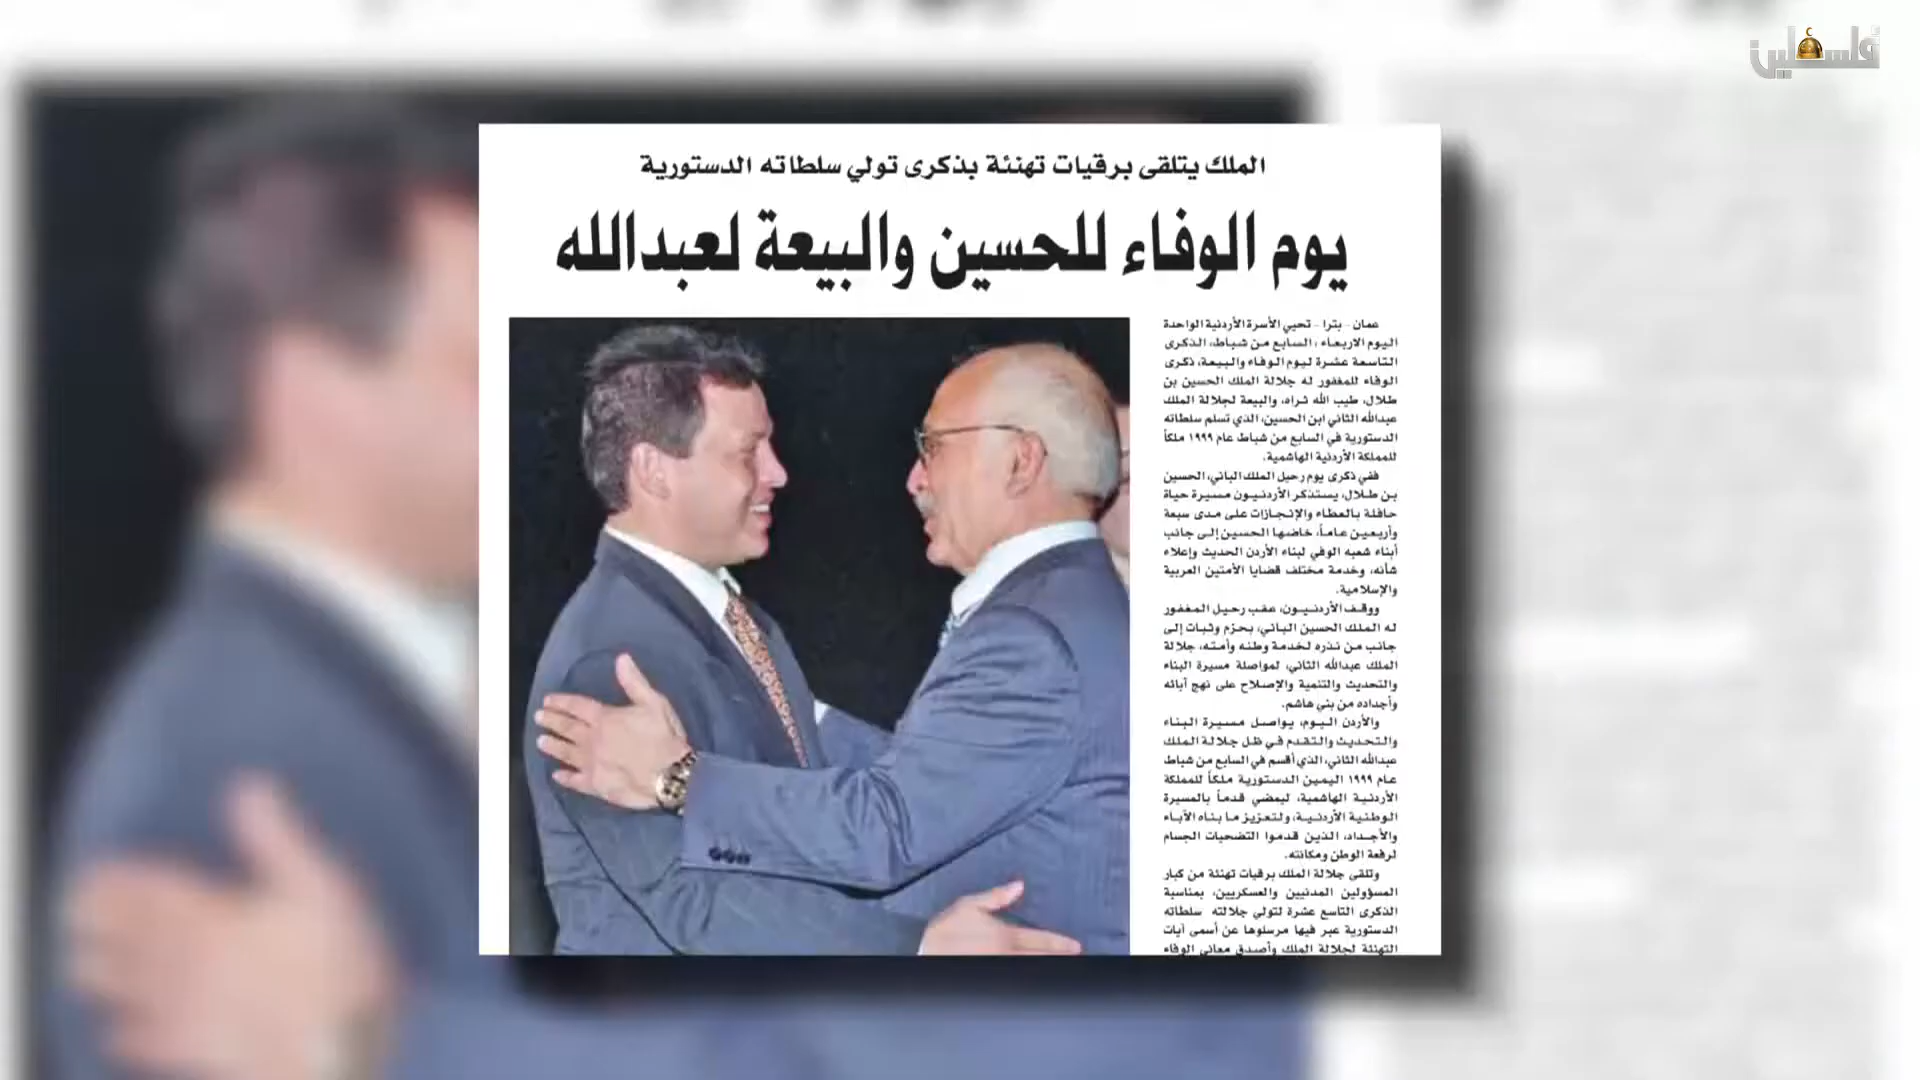 فلسطين
الملك يتلقى برقيات تهنئة بذكرى تولي سلطاته الدستورية
يوم الوفاء للحسين والبيعة لعبدالله
عمان - بترا - تحيي الأسرة الأردنية الواحدة
اليوم الاربعاء ، السابع من شباط، الذكرى
التاسعة عشرة ليوم الوفاء والبيعة، ذكرى
الوفاء للمغفور له جلالة الملك الحسين بن
طلال، طيب الله ثراه، والبيعة لجلالة الملك
عبدالله الثاني ابن الحسين، الذي تسلم سلطاته
الدستورية في السابع من شباط عام ١٩٩٩ ملكاً
للمملكة الأردنية الهاشمية.
ففي ذكرى يوم رحيل الملك الباني، الحسين
بن طلال، يستذكر الأردنيون مسيرة حياة
حافلة بالعطاء والإنجازات على مدى سبعة
وأربعين عاماً، خاضها الحسين إلى جانب
أبناء شعبه الوفي لبناء الأردن الحديث وإعلاء
شأنه، وخدمة مختلف قضايا الأمتين العربية
والإسلامية.
ووقف الأردنيون، عقب رحيل المغفور
له الملك الحسين الباني، بحزم وثبات إلى
جانب من نذره لخدمة وطنه وأمته، جلالة
الملك عبدالله الثاني، لمواصلة مسيرة البناء
والتحديث والتنمية والإصلاح على نهج آبائه
وأجداده من بني هاشم.
والأردن اليوم، يواصل مسيرة البناء
والتحديث والتقدم في ظل جلالة الملك
عبدالله الثاني، الذي أقسم في السابع من شباط
عام ١٩٩٩ اليمين الدستورية ملكاً للمملكة
الأردنية الهاشمية، ليمضي قدماً بالمسيرة
الوطنية الأردنية، ولتعزيز ما بناه الآباء
والأجداد، الذين قدموا التضحيات الجسام
لرفعة الوطن ومكانته.
وتلقى جلالة الملك برقيات تهنئة من كبار
المسؤولين المدنيين والعسكريين، بمناسبة
الذكرى التاسع عشرة لتولي جلالته سلطاته
الدستورية عبر فيها مرسلوها عن أسمى آيات
التهنئة لجلالة الملك وأصدق معاني الوفاء